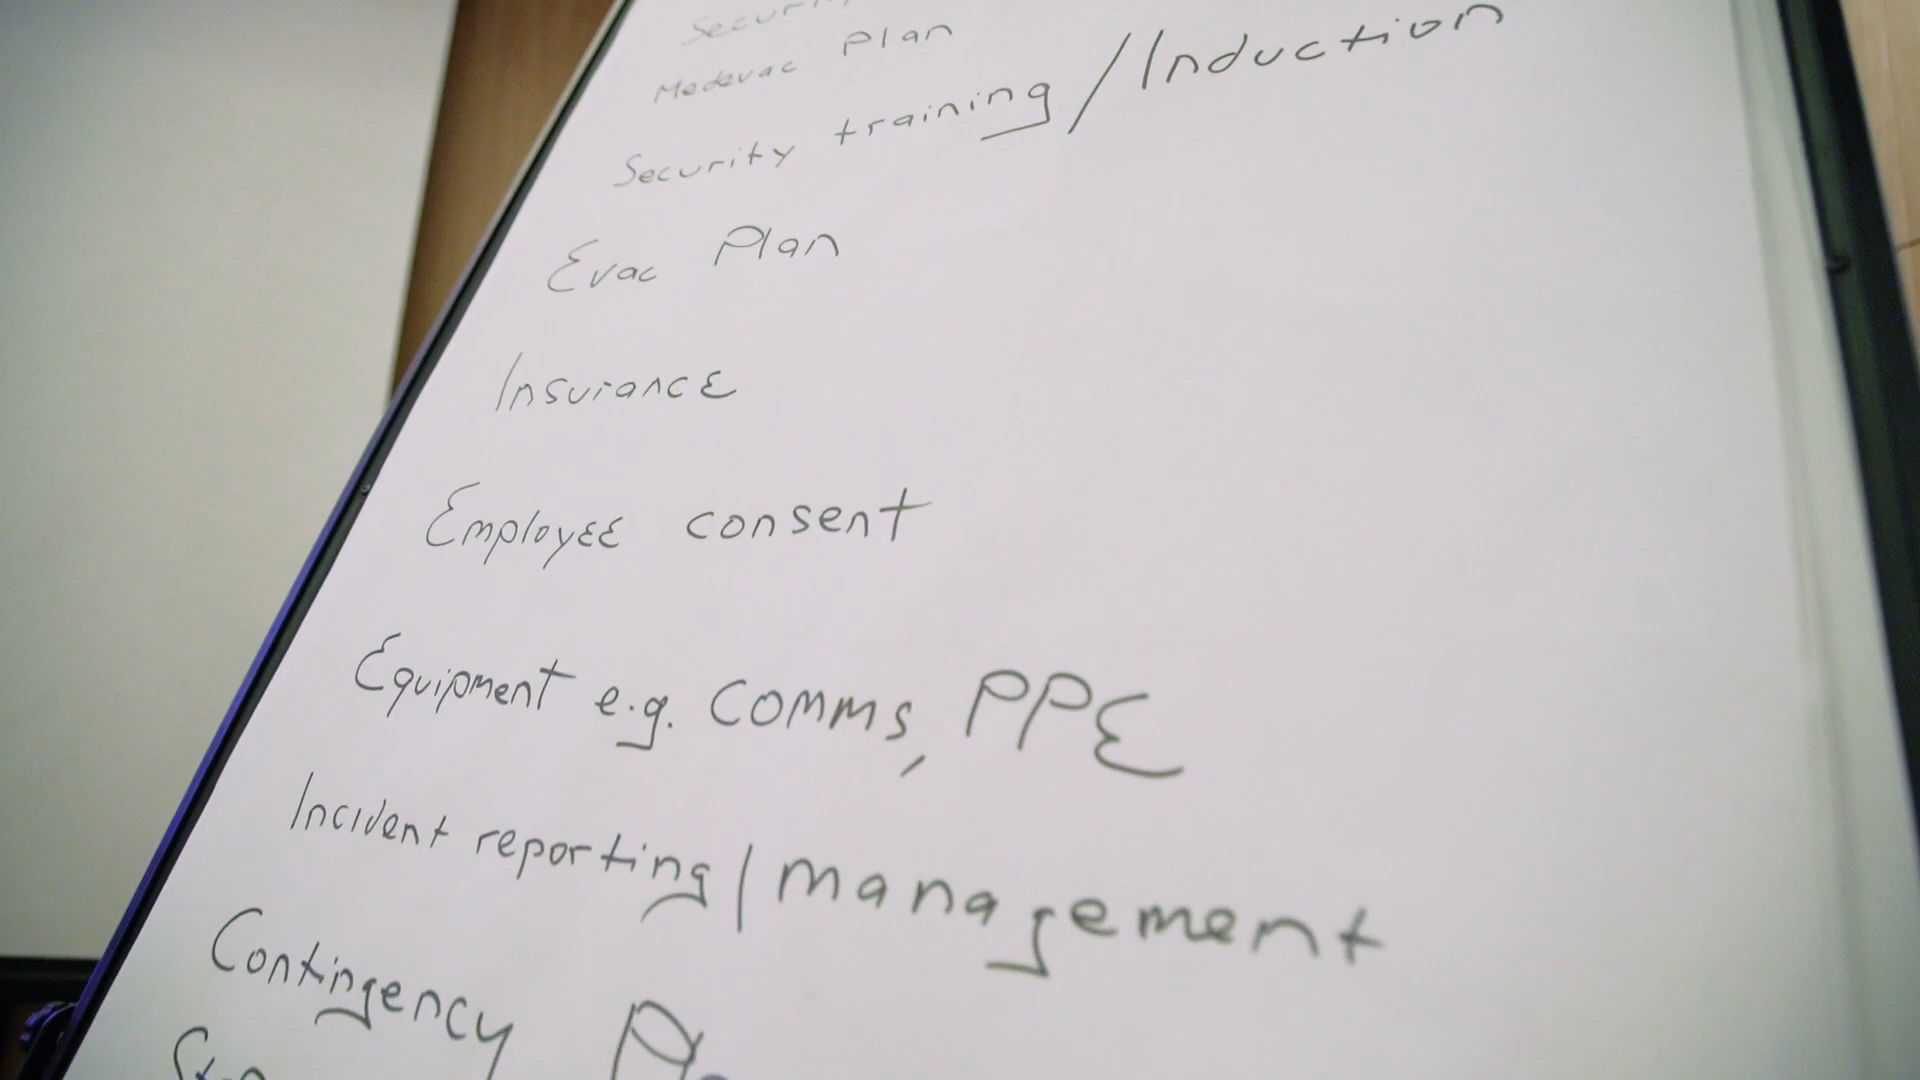 Medevac Plan
Security training / Induction
Evac Plan
Insurance
Employee consent
Equipment e.g. comms, PPE
Incident reporting / management
Contingency